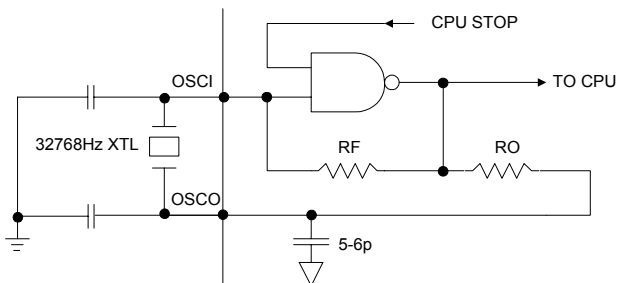 CPU STOP
OSCI
TO CPU
32768Hz XTL
RF
RO
OSCO
5-6p